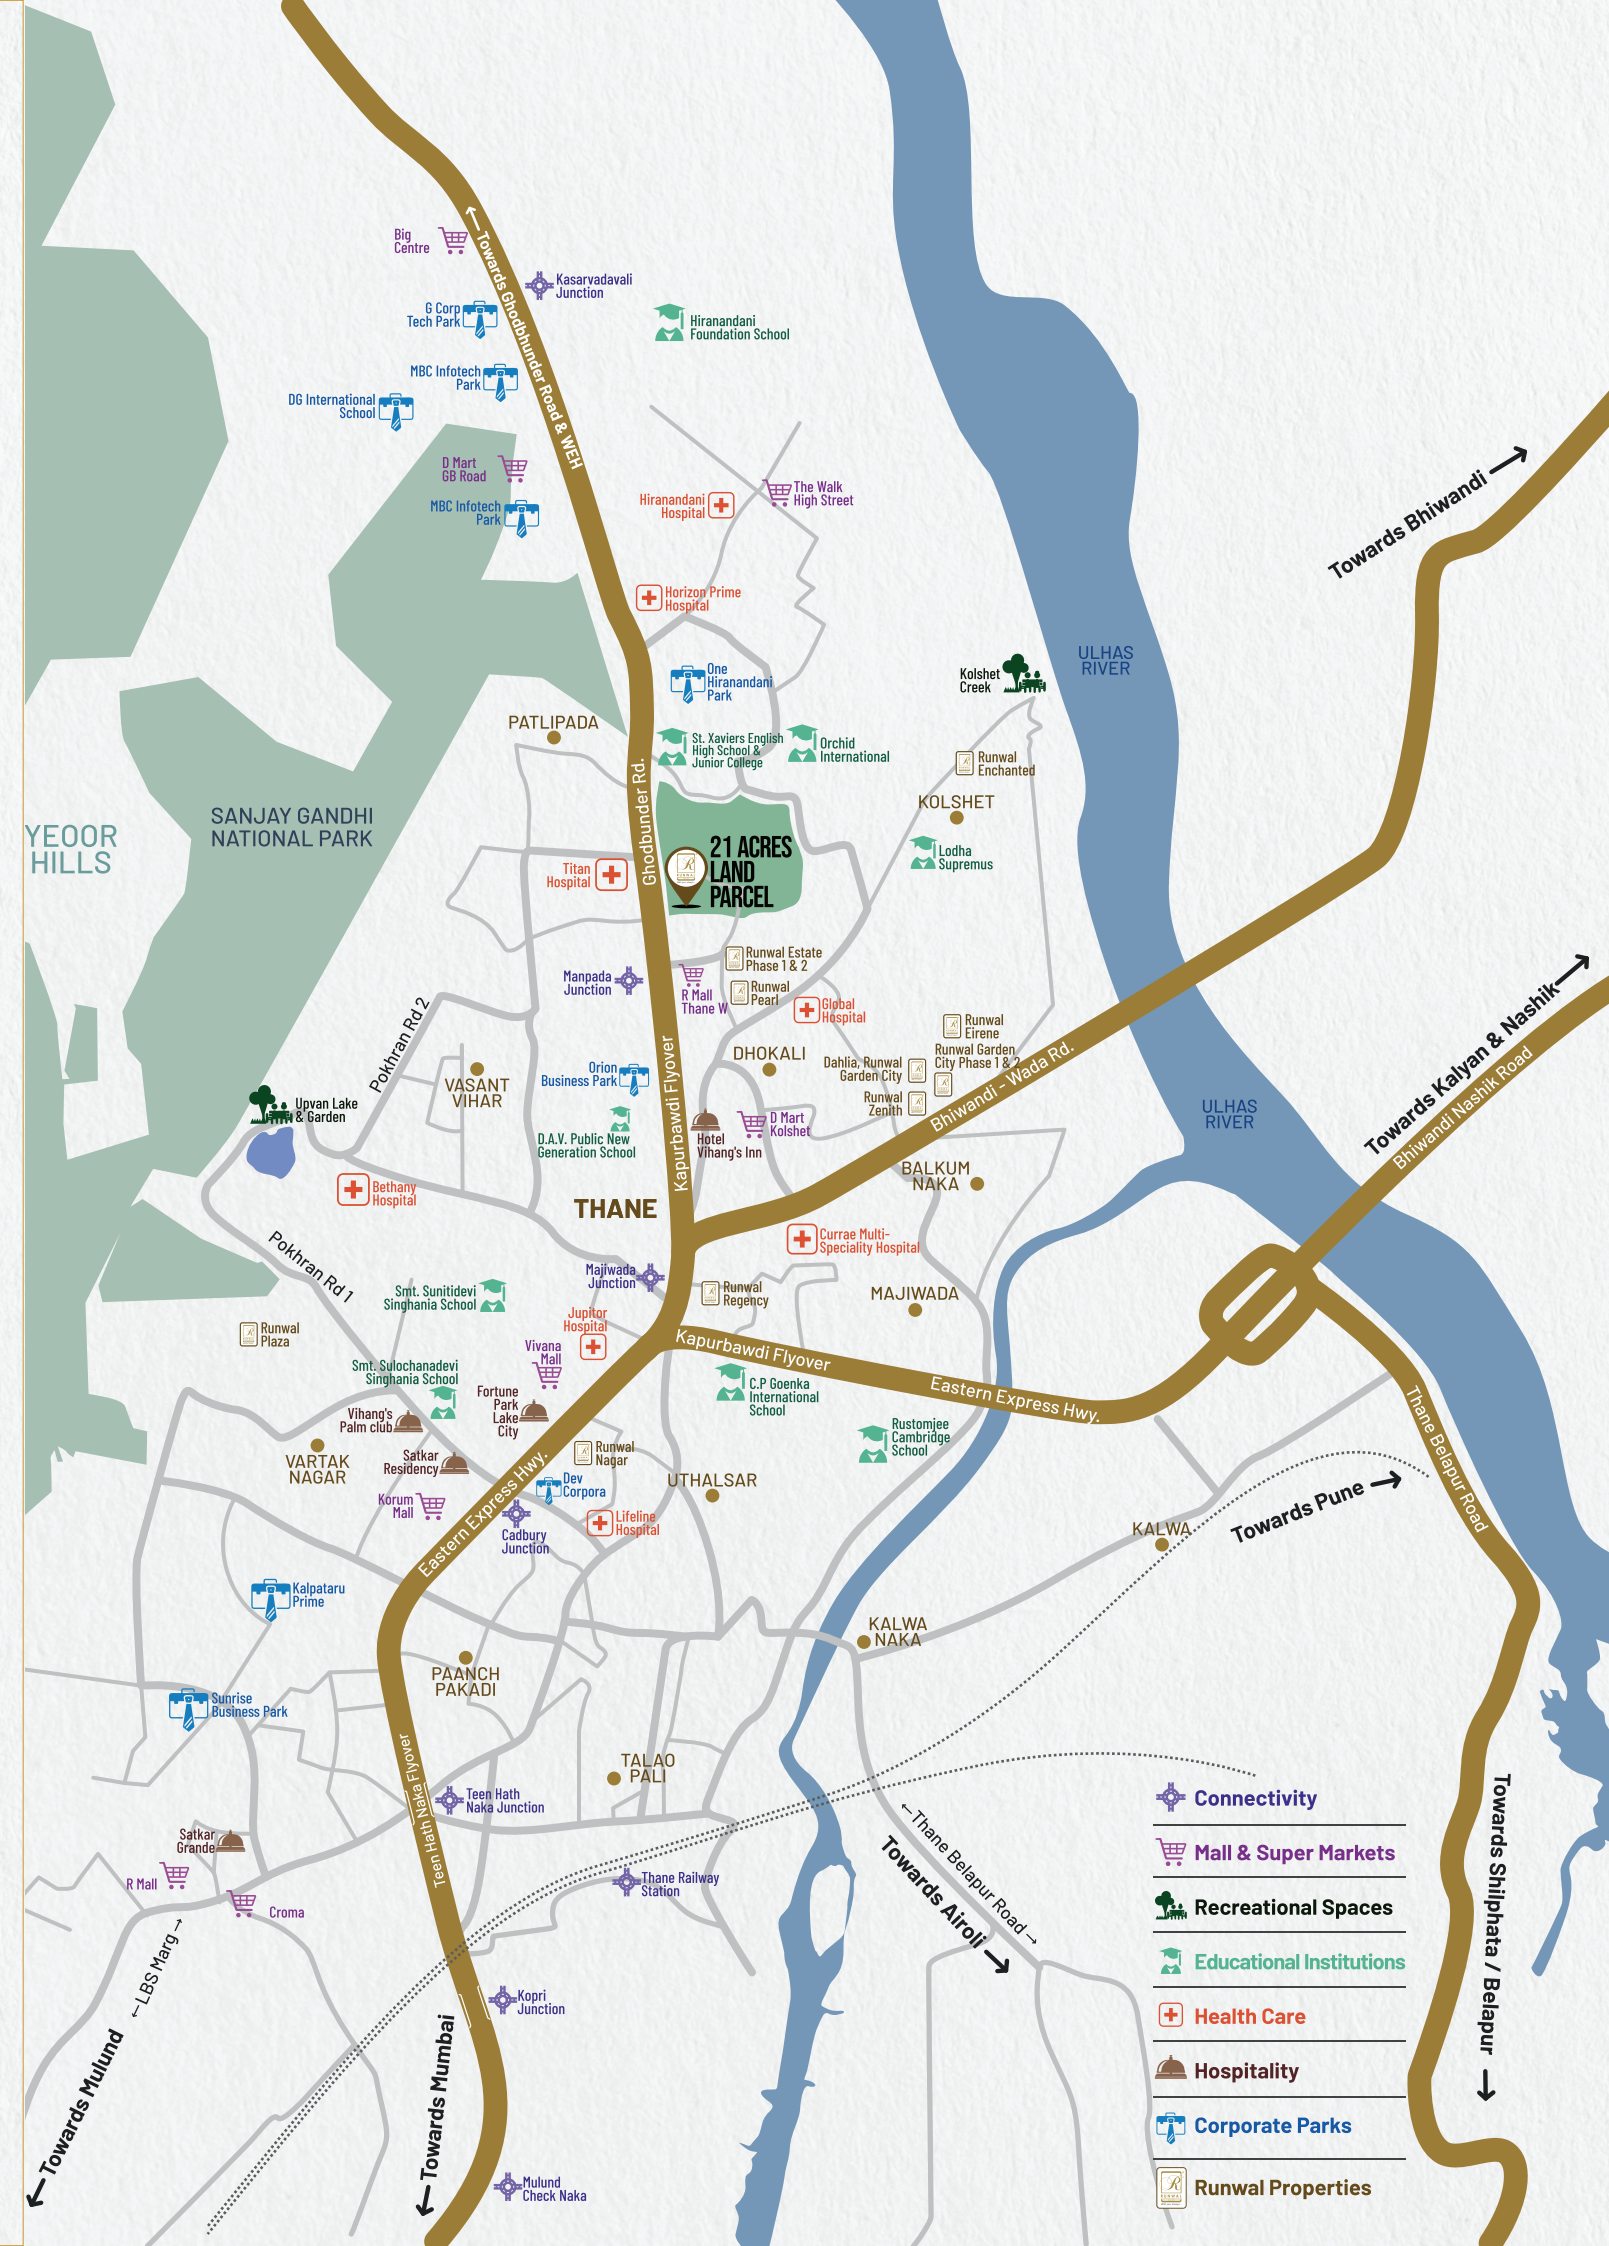 Big
Centre
← Towards Ghodbhunder Road & WEH
Kasarvadavali
Junction
G Corp
Tech Park
Hiranandani
Foundation School
MBC Infotech
Park
DG International
School
D Mart
GB Road
MBC Infotech
Park
Hiranandani
Hospital
The Walk
High Street
Towards Bhiwandi →
Horizon Prime
Hospital
ULHAS
RIVER
One
Hiranandani
Park
Kolshet
Creek
PATLIPADA
St. Xaviers English
High School &
Junior College
Orchid
International
Runwal
Enchanted
KOLSHET
Ghodbunder Rd.
SANJAY GANDHI
NATIONAL PARK
YEOOR
HILLS
21 ACRES
LAND
PARCEL
Lodha
Supremus
Titan
Hospital
Runwal Estate
Phase 1 & 2
Manpada
Junction
R Mall
Thane W
Runwal
Pearl
Global
Hospital
Towards Kalyan & Nashik →
Bhiwandi Nashik Road
Pokhran Rd 2
Runwal
Eirene
Runwal Garden
City Phase 1 & 2
DHOKALI
Dahlia, Runwal
Garden City
Bhiwandi - Wada Rd.
Kapurbawdi Flyover
Orion
Business Park
VASANT
VIHAR
Runwal
Zenith
Upvan Lake
& Garden
ULHAS
RIVER
D.A.V. Public New
Generation School
Hotel
Vihang's Inn
D Mart
Kolshet
BALKUM
NAKA
Bethany
Hospital
THANE
Currae Multi-
Speciality Hospital
Pokhran Rd 1
Majiwada
Junction
Smt. Sunitidevi
Singhania School
Runwal
Regency
MAJIWADA
Runwal
Plaza
Jupitor
Hospital
Vivana
Mall
Kapurbawdi Flyover
Smt. Sulochanadevi
Singhania School
C.P Goenka
International
School
Eastern Express Hwy.
Fortune
Park
Lake
City
Vihang's
Palm club
Rustomjee
Cambridge
School
Thane Belapur Road
VARTAK
NAGAR
Satkar
Residency
Runwal
Nagar
Dev
Corpora
UTHALSAR
Towards Pune →
Korum
Mall
Eastern Express Hwy.
Cadbury
Junction
Lifeline
Hospital
KALWA
Kalpataru
Prime
KALWA
NAKA
PAANCH
PAKADI
Sunrise
Business Park
Teen Hath Naka Flyover
TALAO
PALI
Teen Hath
Naka Junction
← Thane Belapur Road →
Towards Airoli →
Towards Shilphata / Belapur →
Satkar
Grande
R Mall
Croma
Thane Railway
Station
← LBS Marg →
Kopri
Junction
← Towards Mulund
← Towards Mumbai
Mulund
Check Naka
Connectivity
Mall & Super Markets
Recreational Spaces
Educational Institutions
Health Care
Hospitality
Corporate Parks
Runwal Properties